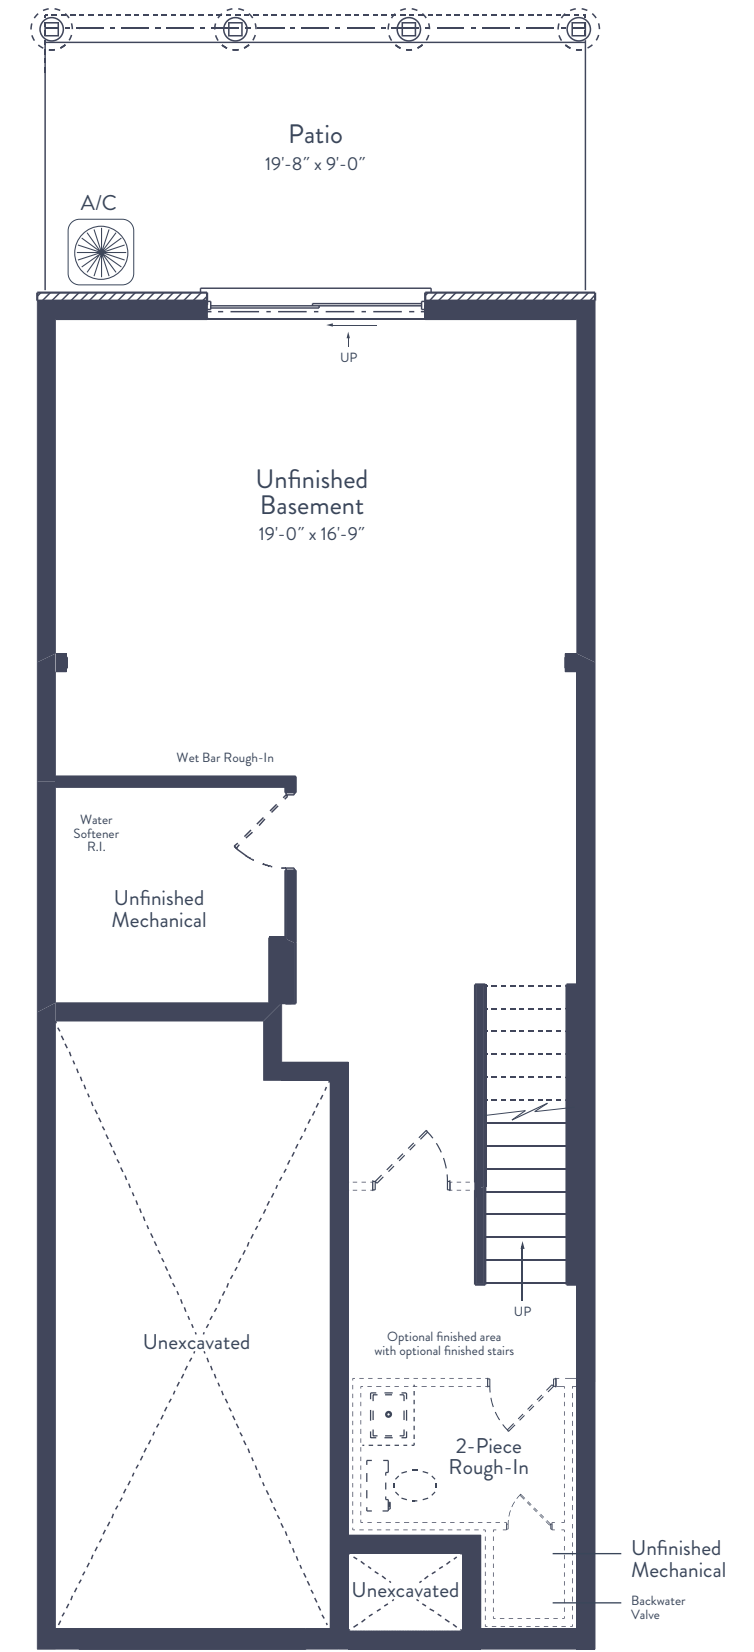 Patio
19'-8″ x 9'-0″
A/C
UP
Unfinished
Basement
19'-0″ x 16'-9″
Wet Bar Rough-In
Water
Softener
R.I.
Unfinished
Mechanical
UP
Unexcavated
Optional finished area
with optional finished stairs
2-Piece
Rough-In
Unfinished
Mechanical
Unexcavated
Backwater
Valve